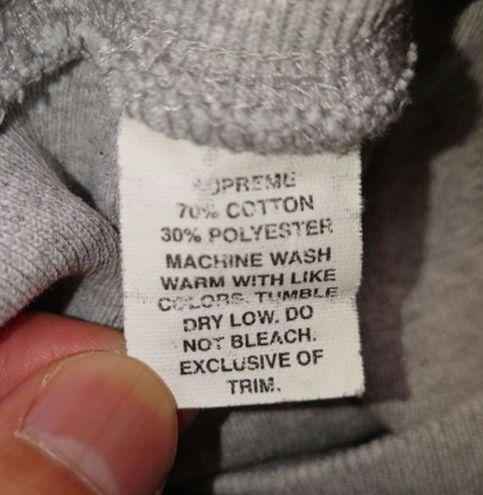 SUPREME
70% COTTON
30% POLYESTER
MACHINE WASH
WARM WITH LIKE
COLORS. TUMBLE
DRY LOW. DO
NOT BLEACH.
EXCLUSIVE OF
TRIM.